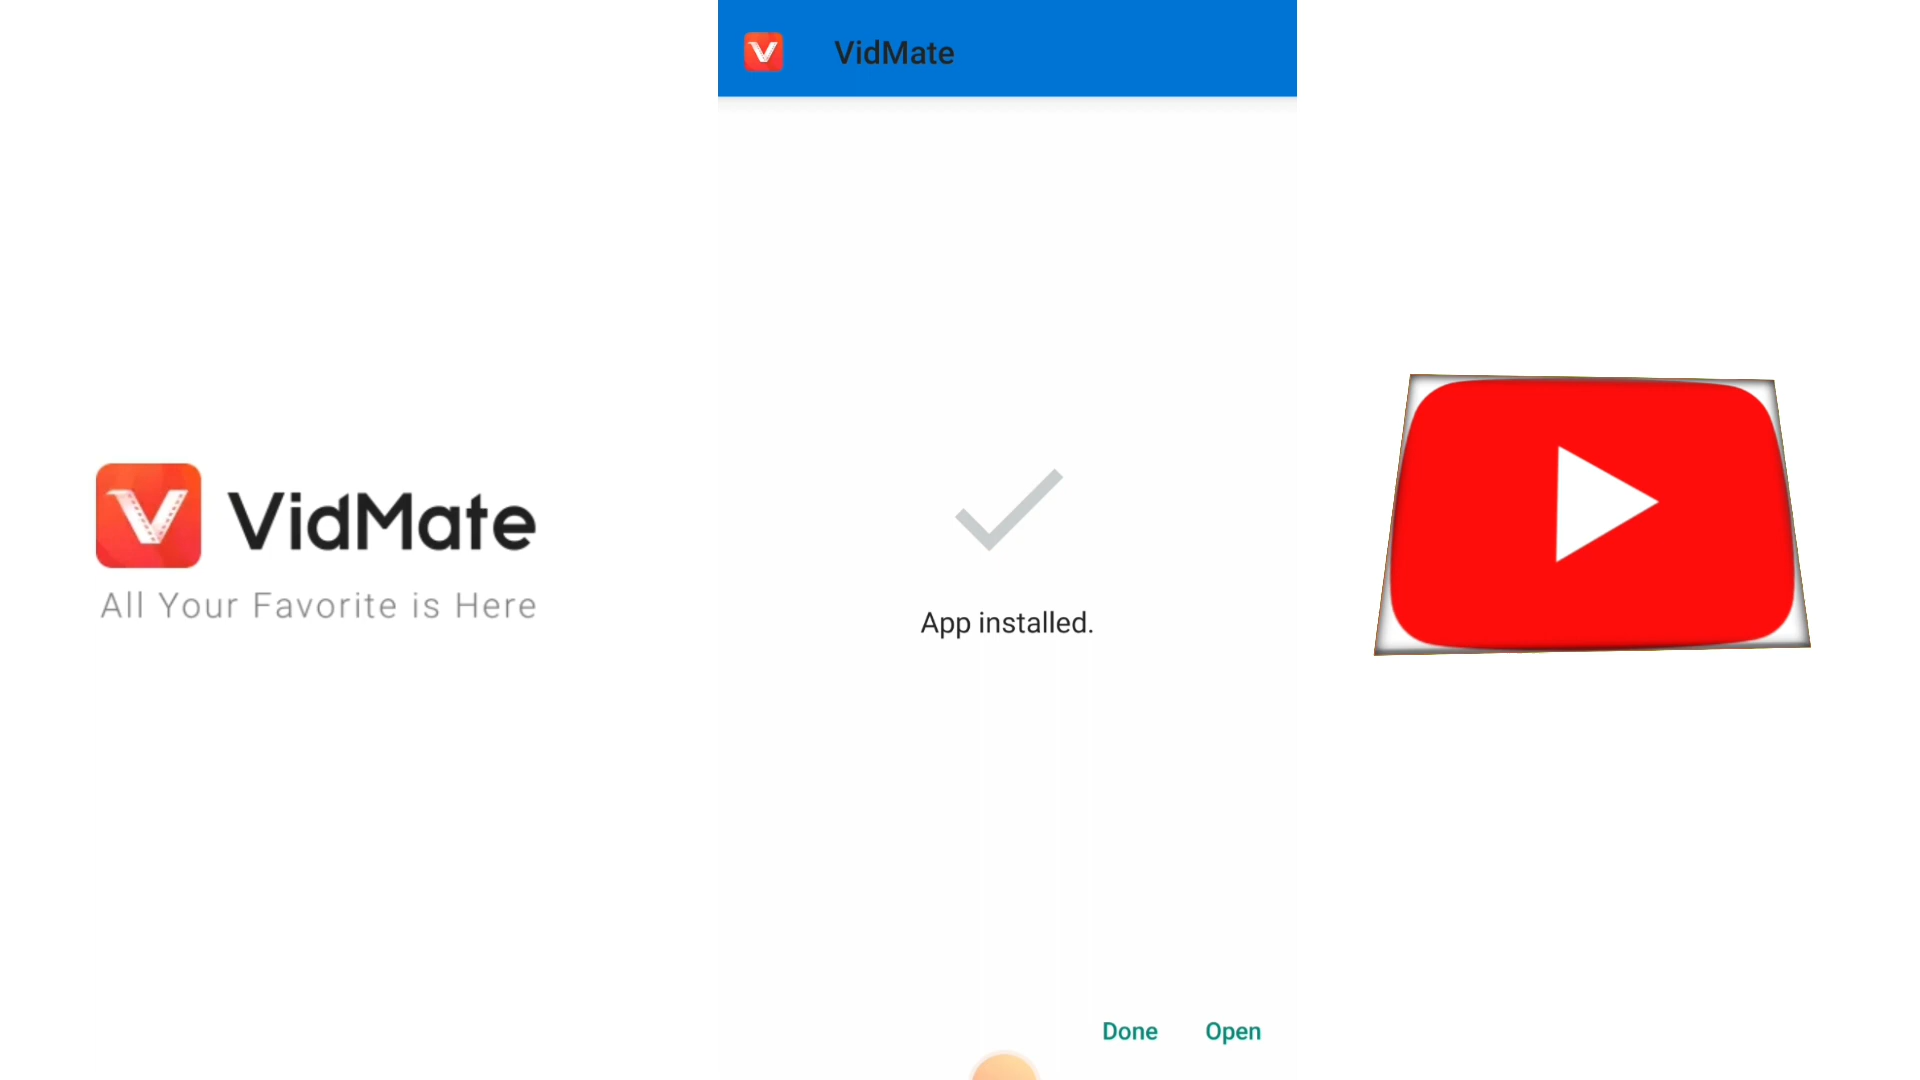 VidMate
VidMate
All Your Favorite is Here
App installed.
Done
Open